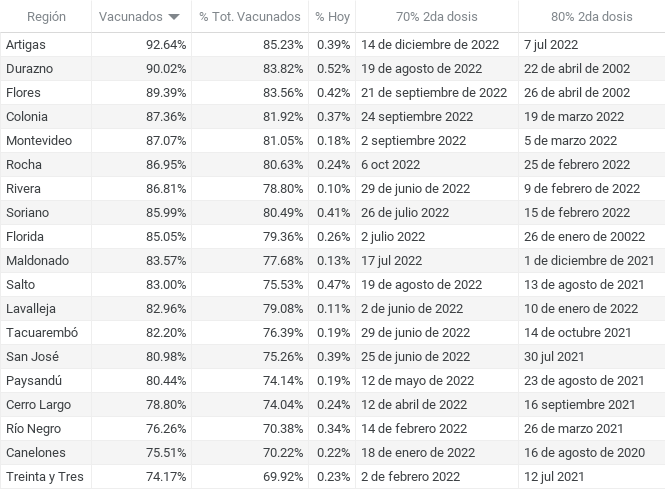 Región Vacunados % Tot. Vacunados % Hoy 70% 2da dosis 80% 2da dosis
Artigas 92.64% 85.23% 0.39% 14 de diciembre de 2022 7 jul 2022
Durazno 90.02% 83.82% 0.52% 19 de agosto de 2022 22 de abril de 2002
Flores 89.39% 83.56% 0.42% 21 de septiembre de 2022 26 de abril de 2002
Colonia 87.36% 81.92% 0.37% 24 septiembre 2022 19 de marzo de 2022
Montevideo 87.07% 81.05% 0.18% 2 septiembre 2022 5 de marzo 2022
Rocha 86.95% 80.63% 0.24% 6 oct 2022 25 de febrero 2022
Rivera 86.81% 78.80% 0.10% 29 de junio de 2022 9 de febrero de 2022
Soriano 85.99% 80.49% 0.41% 26 de julio 2022 15 de febrero 2022
Florida 85.05% 79.36% 0.26% 2 julio 2022 26 de enero de 20022
Maldonado 83.57% 77.68% 0.13% 17 jul 2022 1 de diciembre de 2021
Salto 83.00% 75.53% 0.47% 19 de agosto de 2022 13 de agosto de 2021
Lavalleja 82.96% 79.08% 0.11% 2 de junio de 2022 10 de enero de 2022
Tacuarembó 82.20% 76.39% 0.19% 29 de junio de 2022 14 de octubre 2021
San José 80.98% 75.26% 0.39% 25 de junio de 2022 30 jul 2021
Paysandú 80.44% 74.14% 0.19% 12 de mayo de 2022 23 de agosto de 2021
Cerro Largo 78.80% 74.04% 0.24% 12 de abril de 2022 16 septiembre 2021
Río Negro 76.26% 70.38% 0.34% 14 de febrero 2022 26 de marzo 2021
Canelones 75.51% 70.22% 0.22% 18 de enero de 2022 16 de agosto de 2020
Treinta y Tres 74.17% 69.92% 0.23% 2 de febrero 2022 12 jul 2021